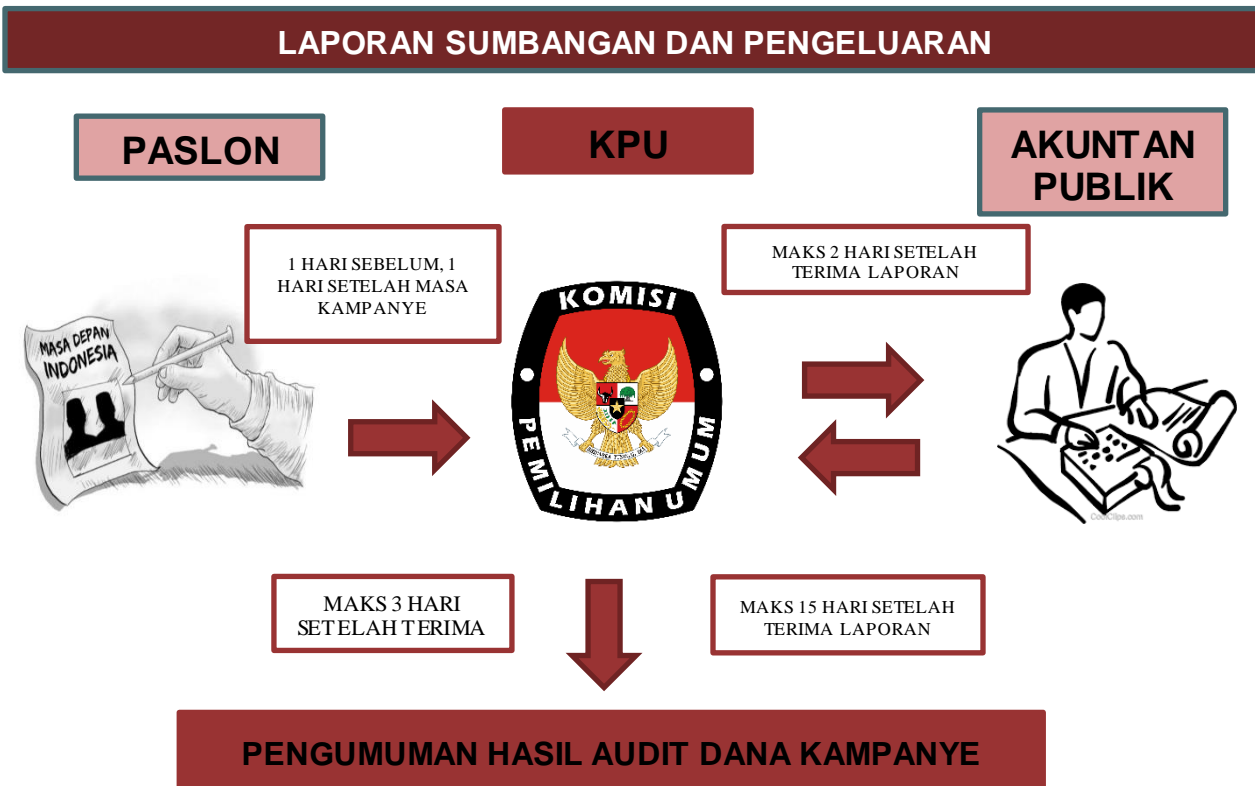 LAPORAN SUMBANGAN DAN PENGELUARAN
PASLON
KPU
AKUNTAN
PUBLIK
1 HARI SEBELUM, 1
HARI SETELAH MASA
KAMPANYE
MAKS 2 HARI SETELAH
TERIMA LAPORAN
MASA DEPAN
INDONESIA
KOMISI
PEMILIHAN UMUM
CoolClips.com
MAKS 3 HARI
SETELAH TERIMA
MAKS 15 HARI SETELAH
TERIMA LAPORAN
PENGUMUMAN HASIL AUDIT DANA KAMPANYE